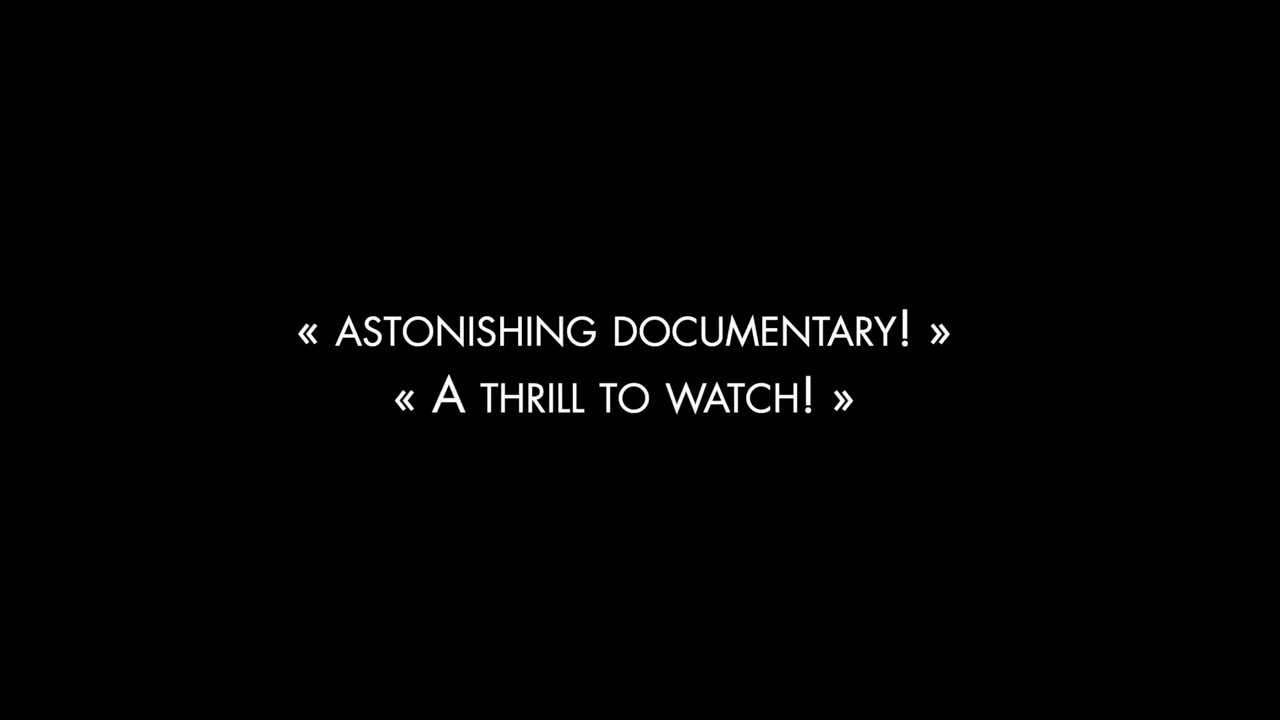 « ASTONISHING DOCUMENTARY! »
« A THRILL TO WATCH! »